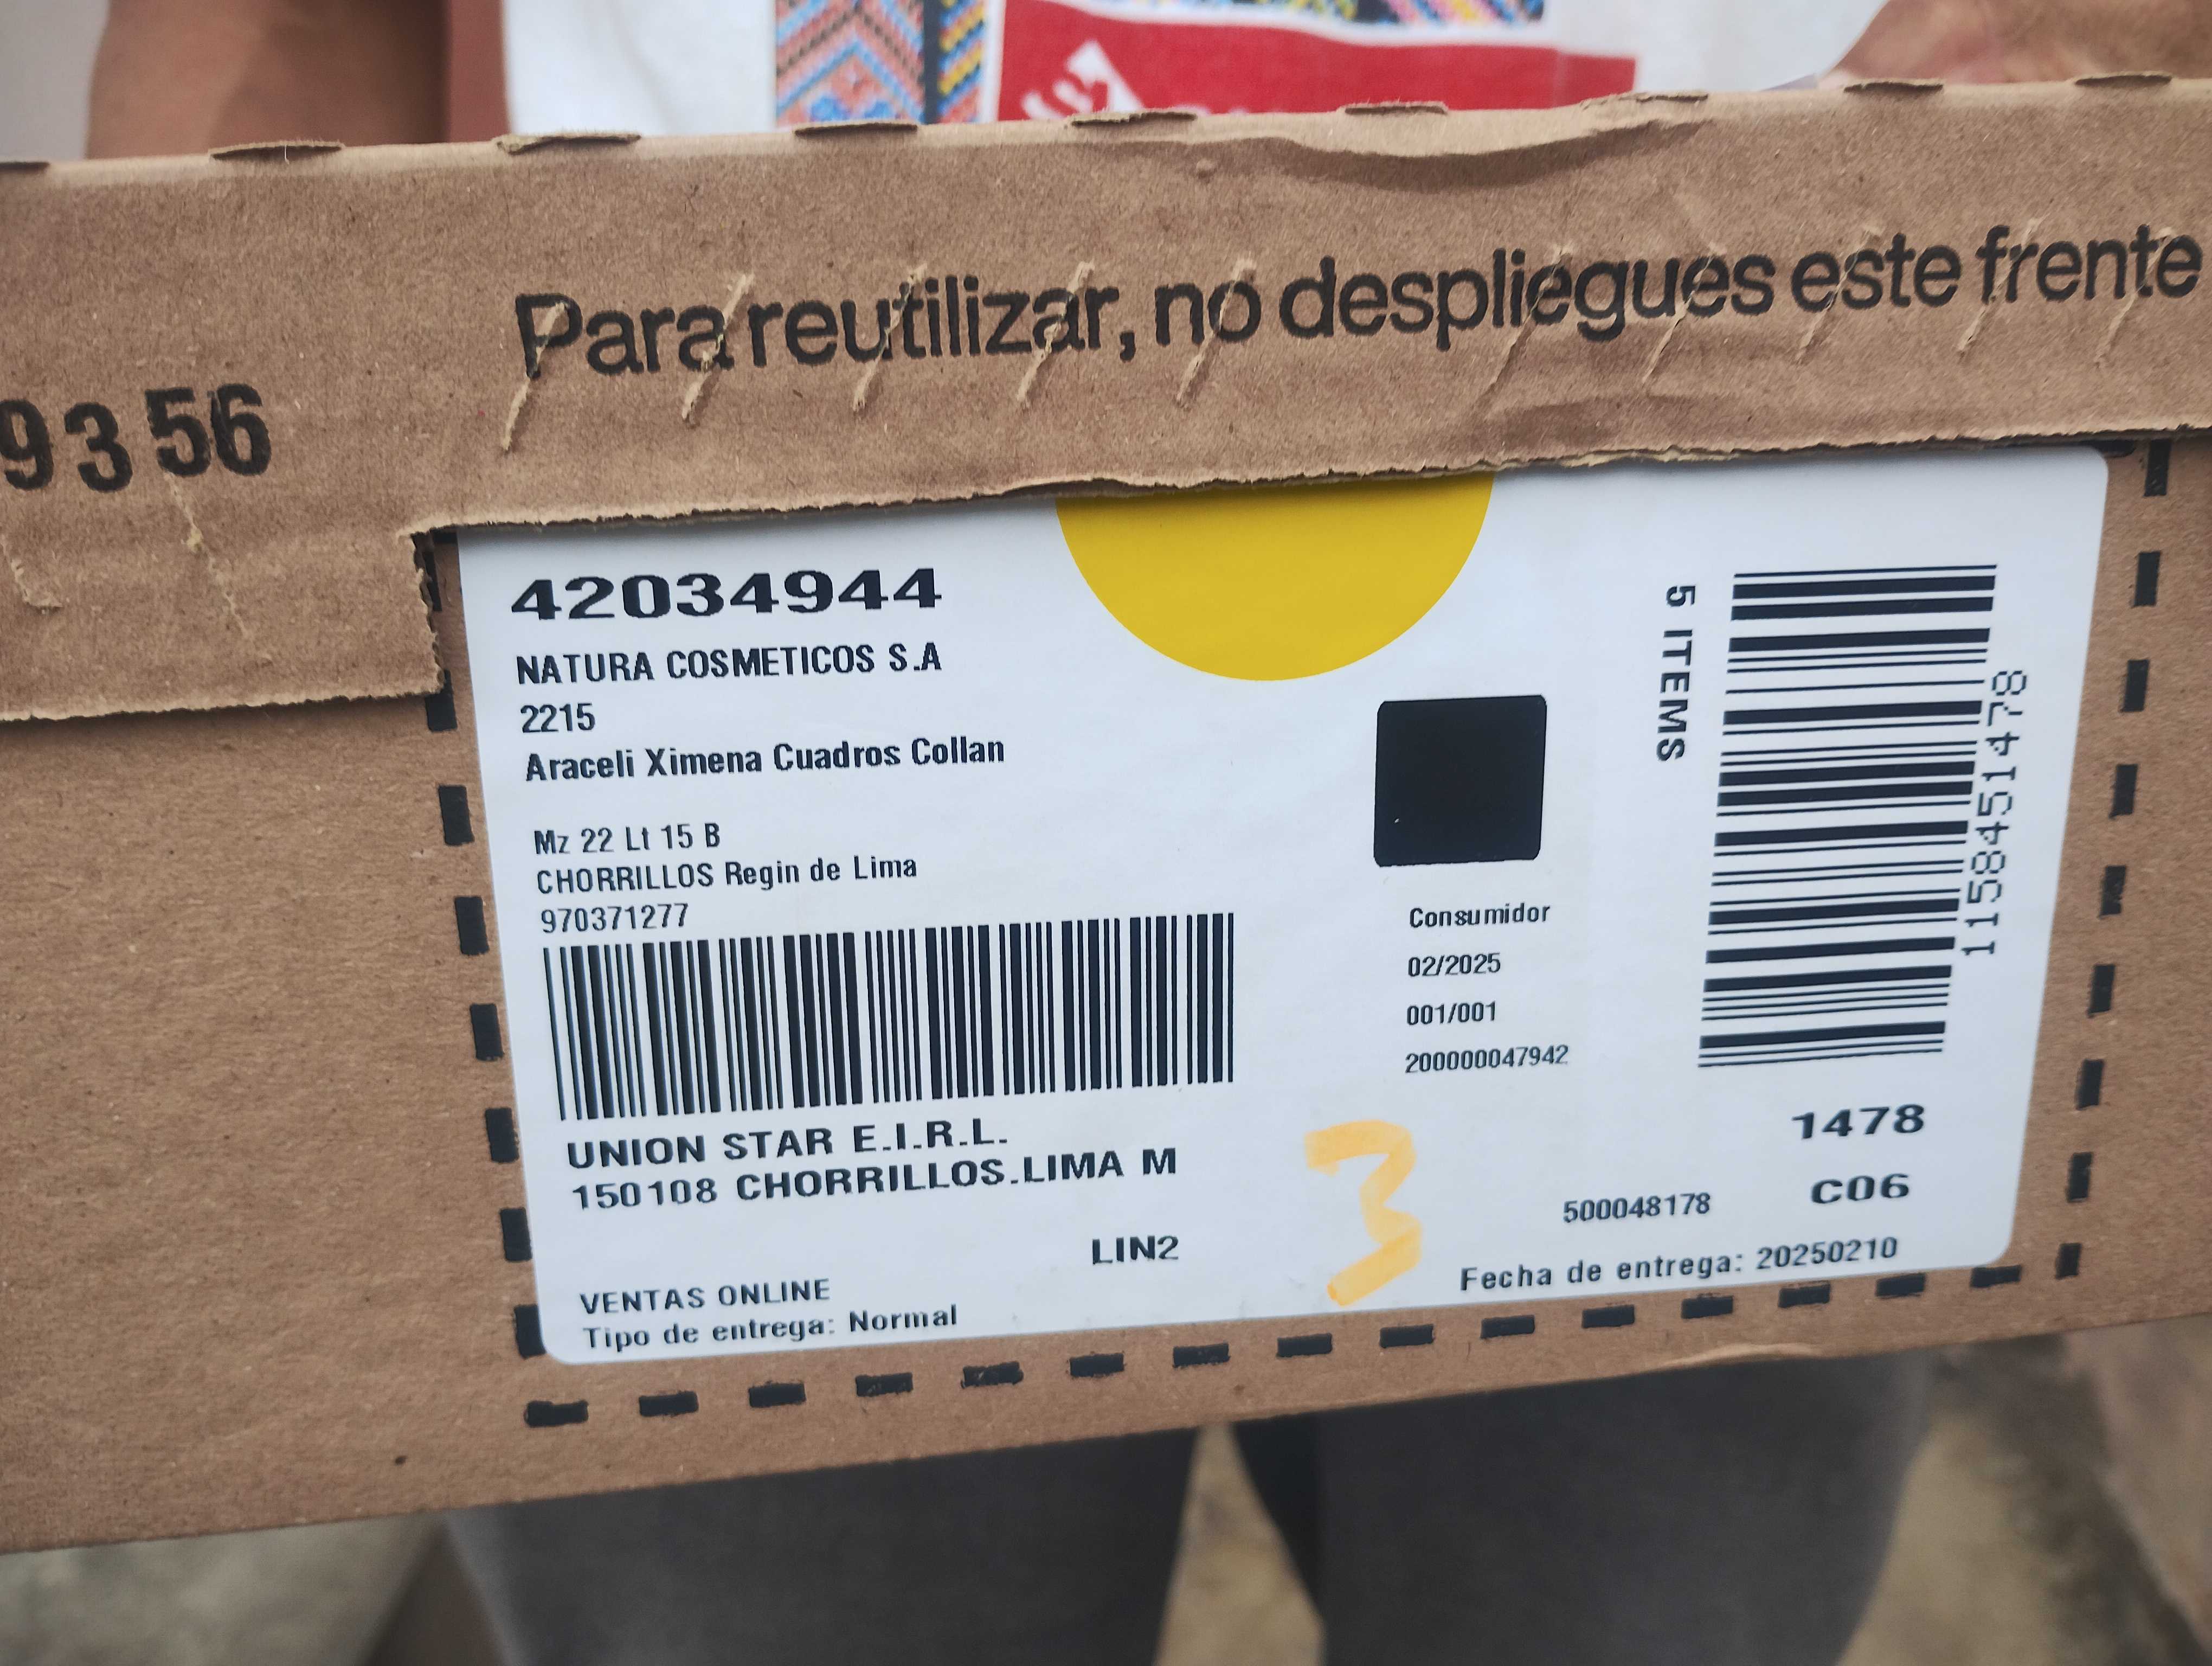 Para reutilizar, no despliegues este frente
9356
42034944
NATURA COSMETICOS S.A
2215
Araceli Ximena Cuadros Collan
Mz 22 Lt 15 B
CHORRILLOS Regin de Lima
970371277
UNION STAR E.I.R.L.
150108 CHORRILLOS.LIMA M
LIN2
VENTAS ONLINE
Tipo de entrega: Normal
Consumidor
02/2025
001/001
200000047942
3
5 ITEMS
1158451478
1478
C06
500048178
Fecha de entrega: 20250210